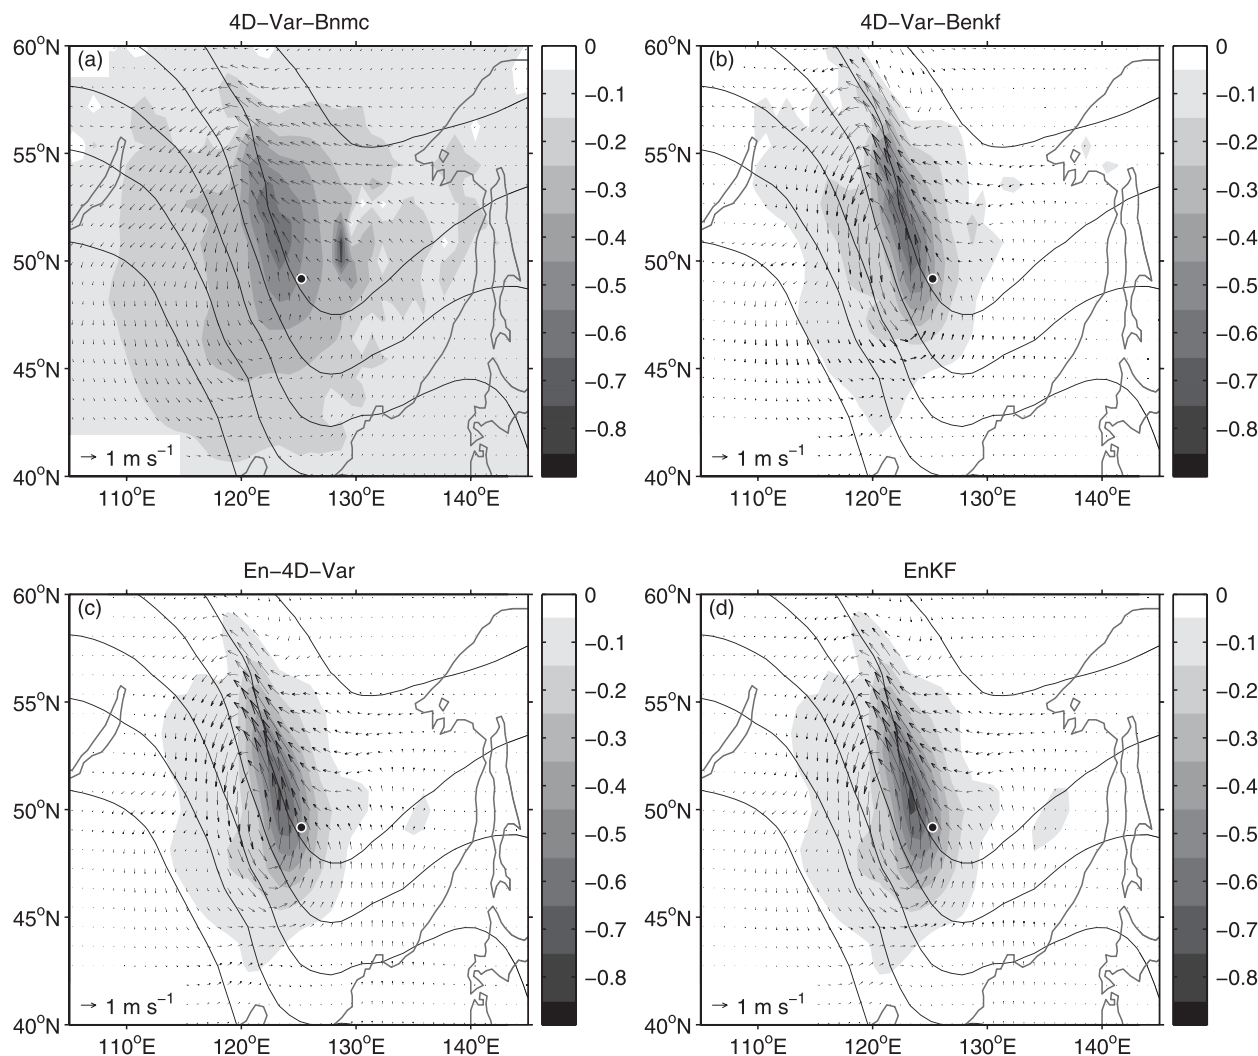 4D−Var−Bnmc
4D−Var−Benkf
60°N
(a)
0
60°N
(b)
0
−0.1
−0.1
55°N
−0.2
55°N
−0.2
−0.3
−0.3
−0.4
−0.4
50°N
−0.5
50°N
−0.5
−0.6
−0.6
45°N
−0.7
45°N
−0.7
−0.8
−0.8
→ 1 m s⁻¹
→ 1 m s⁻¹
40°N
40°N
110°E 120°E 130°E 140°E
110°E 120°E 130°E 140°E
En−4D−Var
EnKF
60°N
(c)
0
60°N
(d)
0
−0.1
−0.1
55°N
−0.2
55°N
−0.2
−0.3
−0.3
−0.4
−0.4
50°N
−0.5
50°N
−0.5
−0.6
−0.6
45°N
−0.7
45°N
−0.7
−0.8
−0.8
→ 1 m s⁻¹
→ 1 m s⁻¹
40°N
40°N
110°E 120°E 130°E 140°E
110°E 120°E 130°E 140°E